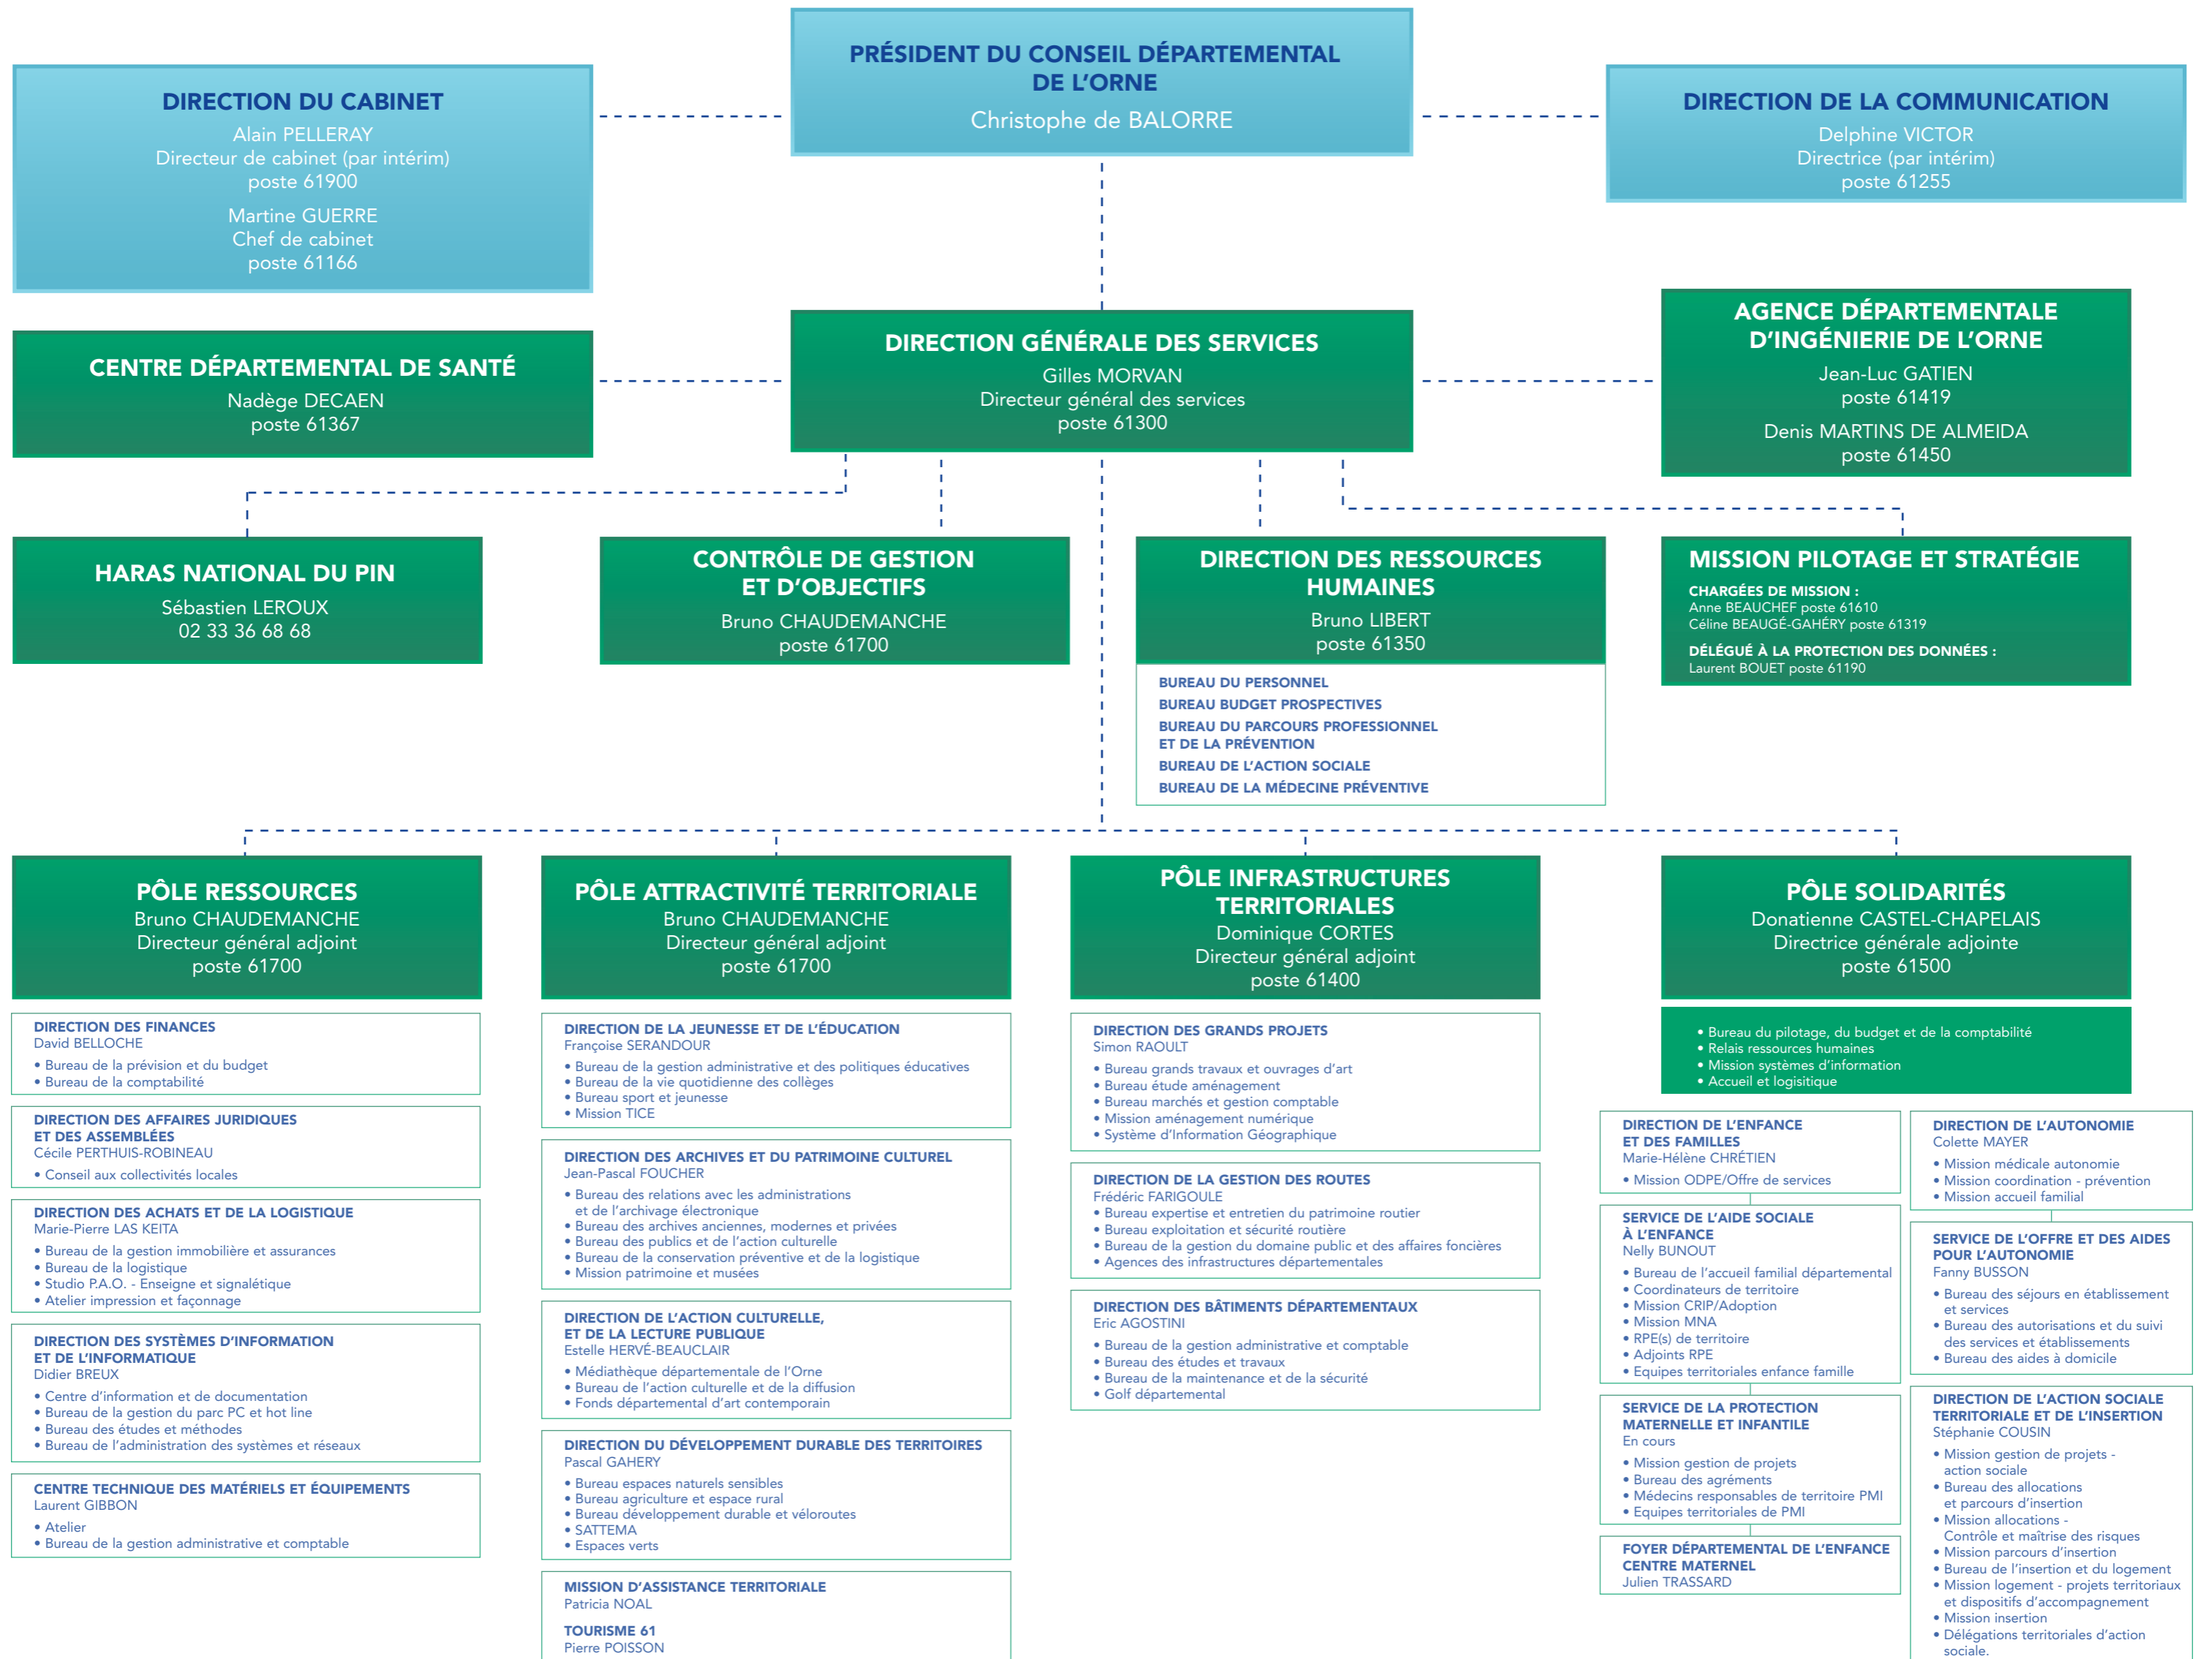 PRÉSIDENT DU CONSEIL DÉPARTEMENTAL
DE L'ORNE
Christophe de BALORRE
DIRECTION DU CABINET
Alain PELLERAY
Directeur de cabinet (par intérim)
poste 61900
Martine GUERRE
Chef de cabinet
poste 61166
DIRECTION DE LA COMMUNICATION
Delphine VICTOR
Directrice (par intérim)
poste 61255
CENTRE DÉPARTEMENTAL DE SANTÉ
Nadège DECAEN
poste 61367
DIRECTION GÉNÉRALE DES SERVICES
Gilles MORVAN
Directeur général des services
poste 61300
AGENCE DÉPARTEMENTALE
D'INGÉNIERIE DE L'ORNE
Jean-Luc GATIEN
poste 61419
Denis MARTINS DE ALMEIDA
poste 61450
HARAS NATIONAL DU PIN
Sébastien LEROUX
02 33 36 68 68
CONTRÔLE DE GESTION
ET D'OBJECTIFS
Bruno CHAUDEMANCHE
poste 61700
DIRECTION DES RESSOURCES
HUMAINES
Bruno LIBERT
poste 61350
BUREAU DU PERSONNEL
BUREAU BUDGET PROSPECTIVES
BUREAU DU PARCOURS PROFESSIONNEL
ET DE LA PRÉVENTION
BUREAU DE L'ACTION SOCIALE
BUREAU DE LA MÉDECINE PRÉVENTIVE
MISSION PILOTAGE ET STRATÉGIE
CHARGÉES DE MISSION :
Anne BEAUCHEF poste 61610
Céline BEAUGÉ-GAHÉRY poste 61319
DÉLÉGUÉ À LA PROTECTION DES DONNÉES :
Laurent BOUET poste 61190
PÔLE RESSOURCES
Bruno CHAUDEMANCHE
Directeur général adjoint
poste 61700
DIRECTION DES FINANCES
David BELLOCHE
• Bureau de la prévision et du budget
• Bureau de la comptabilité
DIRECTION DES AFFAIRES JURIDIQUES
ET DES ASSEMBLÉES
Cécile PERTHUIS-ROBINEAU
• Conseil aux collectivités locales
DIRECTION DES ACHATS ET DE LA LOGISTIQUE
Marie-Pierre LAS KEITA
• Bureau de la gestion immobilière et assurances
• Bureau de la logistique
• Studio P.A.O. - Enseigne et signalétique
• Atelier impression et façonnage
DIRECTION DES SYSTÈMES D'INFORMATION
ET DE L'INFORMATIQUE
Didier BREUX
• Centre d'information et de documentation
• Bureau de la gestion du parc PC et hot line
• Bureau des études et méthodes
• Bureau de l'administration des systèmes et réseaux
CENTRE TECHNIQUE DES MATÉRIELS ET ÉQUIPEMENTS
Laurent GIBBON
• Atelier
• Bureau de la gestion administrative et comptable
PÔLE ATTRACTIVITÉ TERRITORIALE
Bruno CHAUDEMANCHE
Directeur général adjoint
poste 61700
DIRECTION DE LA JEUNESSE ET DE L'ÉDUCATION
Françoise SERANDOUR
• Bureau de la gestion administrative et des politiques éducatives
• Bureau de la vie quotidienne des collèges
• Bureau sport et jeunesse
• Mission TICE
DIRECTION DES ARCHIVES ET DU PATRIMOINE CULTUREL
Jean-Pascal FOUCHER
• Bureau des relations avec les administrations
et de l'archivage électronique
• Bureau des archives anciennes, modernes et privées
• Bureau des publics et de l'action culturelle
• Bureau de la conservation préventive et de la logistique
• Mission patrimoine et musées
DIRECTION DE L'ACTION CULTURELLE,
ET DE LA LECTURE PUBLIQUE
Estelle HERVÉ-BEAUCLAIR
• Médiathèque départementale de l'Orne
• Bureau de l'action culturelle et de la diffusion
• Fonds départemental d'art contemporain
DIRECTION DU DÉVELOPPEMENT DURABLE DES TERRITOIRES
Pascal GAHERY
• Bureau espaces naturels sensibles
• Bureau agriculture et espace rural
• Bureau développement durable et véloroutes
• SATTEMA
• Espaces verts
MISSION D'ASSISTANCE TERRITORIALE
Patricia NOAL
TOURISME 61
Pierre POISSON
PÔLE INFRASTRUCTURES
TERRITORIALES
Dominique CORTES
Directeur général adjoint
poste 61400
DIRECTION DES GRANDS PROJETS
Simon RAOULT
• Bureau grands travaux et ouvrages d'art
• Bureau étude aménagement
• Bureau marchés et gestion comptable
• Mission aménagement numérique
• Système d'Information Géographique
DIRECTION DE LA GESTION DES ROUTES
Frédéric FARIGOULE
• Bureau expertise et entretien du patrimoine routier
• Bureau exploitation et sécurité routière
• Bureau de la gestion du domaine public et des affaires foncières
• Agences des infrastructures départementales
DIRECTION DES BÂTIMENTS DÉPARTEMENTAUX
Eric AGOSTINI
• Bureau de la gestion administrative et comptable
• Bureau des études et travaux
• Bureau de la maintenance et de la sécurité
• Golf départemental
PÔLE SOLIDARITÉS
Donatienne CASTEL-CHAPELAIS
Directrice générale adjointe
poste 61500
• Bureau du pilotage, du budget et de la comptabilité
• Relais ressources humaines
• Mission systèmes d'information
• Accueil et logisitique
DIRECTION DE L'ENFANCE
ET DES FAMILLES
Marie-Hélène CHRÉTIEN
• Mission ODPE/Offre de services
SERVICE DE L'AIDE SOCIALE
À L'ENFANCE
Nelly BUNOUT
• Bureau de l'accueil familial départemental
• Coordinateurs de territoire
• Mission CRIP/Adoption
• Mission MNA
• RPE(s) de territoire
• Adjoints RPE
• Equipes territoriales enfance famille
SERVICE DE LA PROTECTION
MATERNELLE ET INFANTILE
En cours
• Mission gestion de projets
• Bureau des agréments
• Médecins responsables de territoire PMI
• Equipes territoriales de PMI
FOYER DÉPARTEMENTAL DE L'ENFANCE
CENTRE MATERNEL
Julien TRASSARD
DIRECTION DE L'AUTONOMIE
Colette MAYER
• Mission médicale autonomie
• Mission coordination - prévention
• Mission accueil familial
SERVICE DE L'OFFRE ET DES AIDES
POUR L'AUTONOMIE
Fanny BUSSON
• Bureau des séjours en établissement
et services
• Bureau des autorisations et du suivi
des services et établissements
• Bureau des aides à domicile
DIRECTION DE L'ACTION SOCIALE
TERRITORIALE ET DE L'INSERTION
Stéphanie COUSIN
• Mission gestion de projets -
action sociale
• Bureau des allocations
et parcours d'insertion
• Mission allocations -
Contrôle et maîtrise des risques
• Mission parcours d'insertion
• Bureau de l'insertion et du logement
• Mission logement - projets territoriaux
et dispositifs d'accompagnement
• Mission insertion
• Délégations territoriales d'action
sociale.